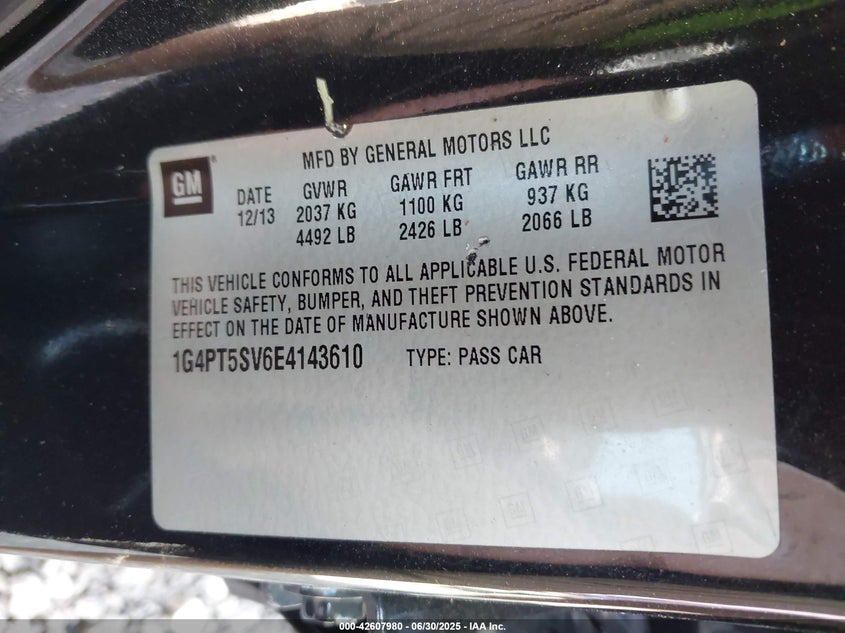 MFD BY GENERAL MOTORS LLC
GM®
DATE GVWR GAWR FRT GAWR RR
12/13 2037 KG 1100 KG 937 KG
4492 LB 2426 LB 2066 LB
THIS VEHICLE CONFORMS TO ALL APPLICABLE U.S. FEDERAL MOTOR
VEHICLE SAFETY, BUMPER, AND THEFT PREVENTION STANDARDS IN
EFFECT ON THE DATE OF MANUFACTURE SHOWN ABOVE.
1G4PT5SV6E4143610 TYPE: PASS CAR
000-42607980 - 06/30/2025 - IAA Inc.